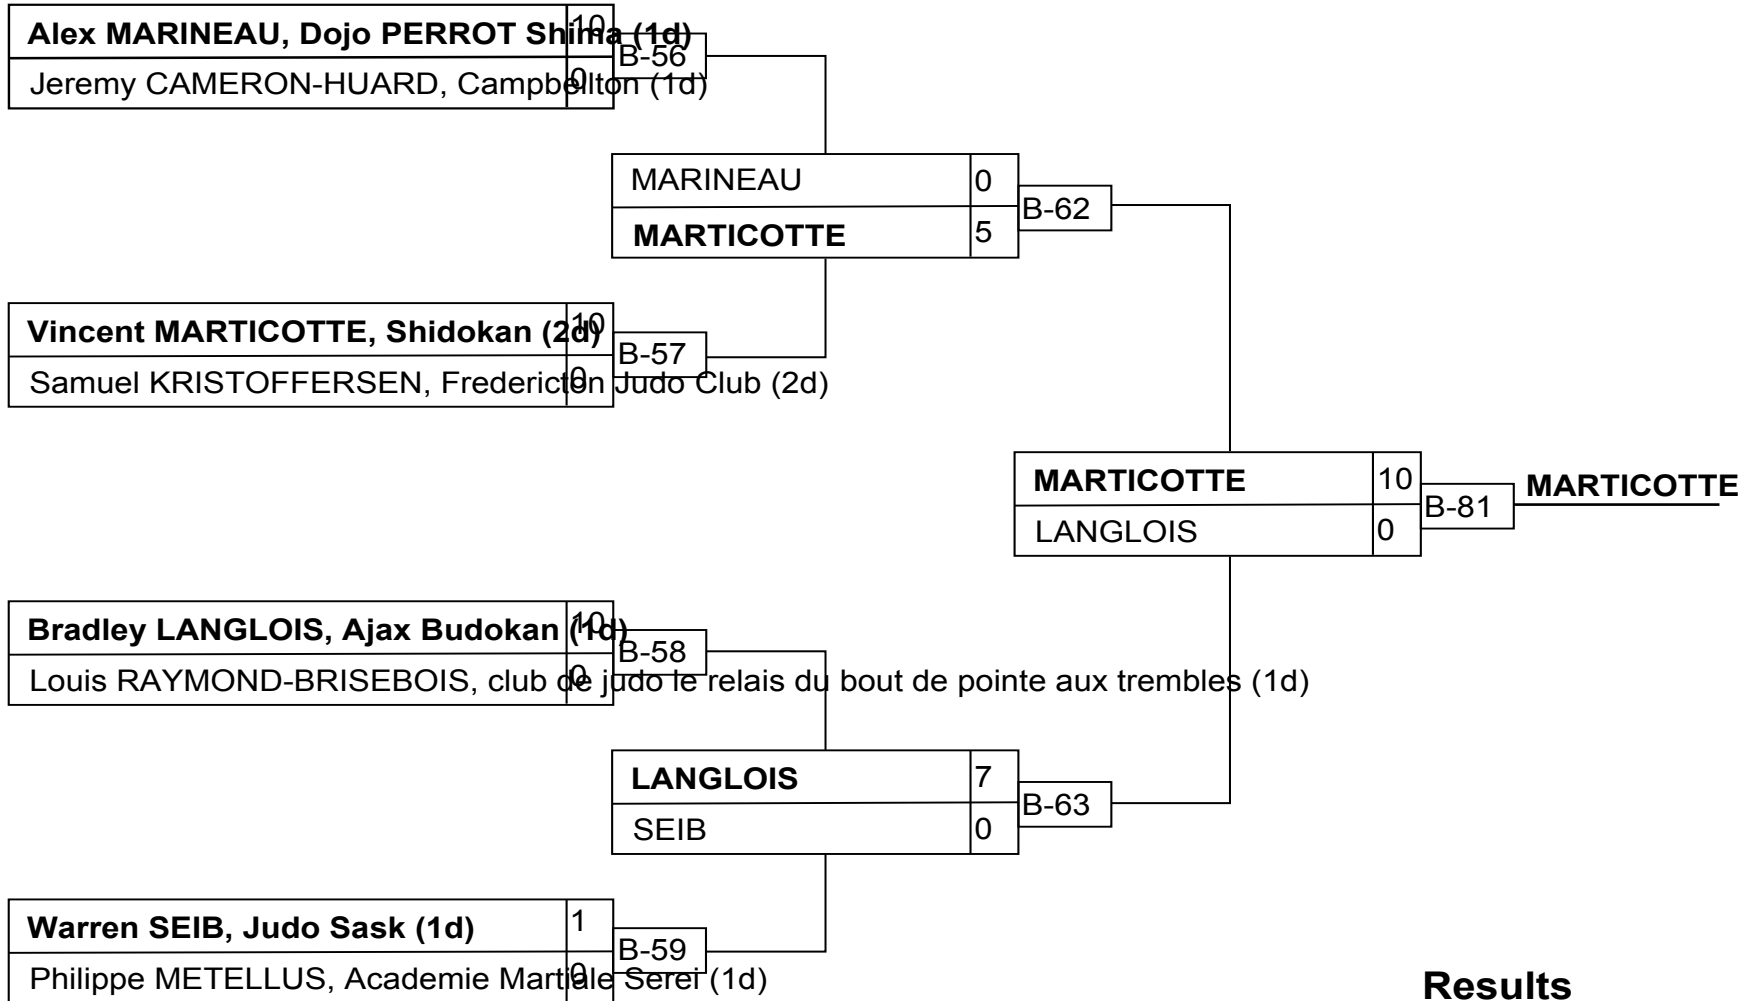 Alex MARINEAU, Dojo PERROT Shima (1d) 10
B-56
Jeremy CAMERON-HUARD, Campbellton (1d) 0
MARINEAU 0
B-62
MARTICOTTE 5
Vincent MARTICOTTE, Shidokan (2d) 10
B-57
Samuel KRISTOFFERSEN, Fredericton Judo Club (2d) 0
MARTICOTTE 10
B-81 MARTICOTTE
LANGLOIS 0
Bradley LANGLOIS, Ajax Budokan (1d) 10
B-58
Louis RAYMOND-BRISEBOIS, club de judo le relais du bout de pointe aux trembles (1d) 0
LANGLOIS 7
B-63
SEIB 0
Warren SEIB, Judo Sask (1d) 1
B-59
Philippe METELLUS, Academie Martiale Serei (1d) 0
Results